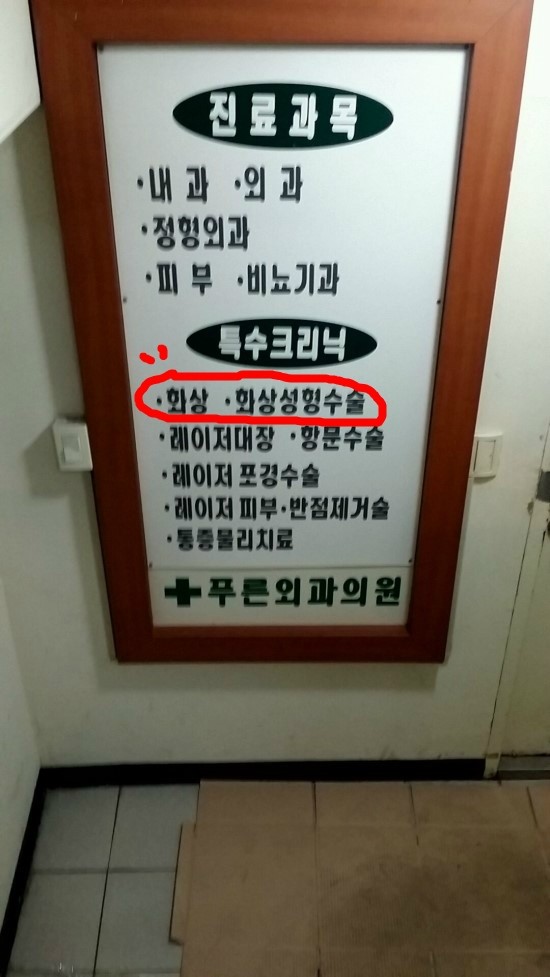 진료과목
·내과 ·외과
·정형외과
·피부 ·비뇨기과
특수크리닉
·화상 ·화상성형수술
·레이저대장 ·항문수술
·레이저 포경수술
·레이저 피부·반점제거술
·통증물리치료
푸른외과의원